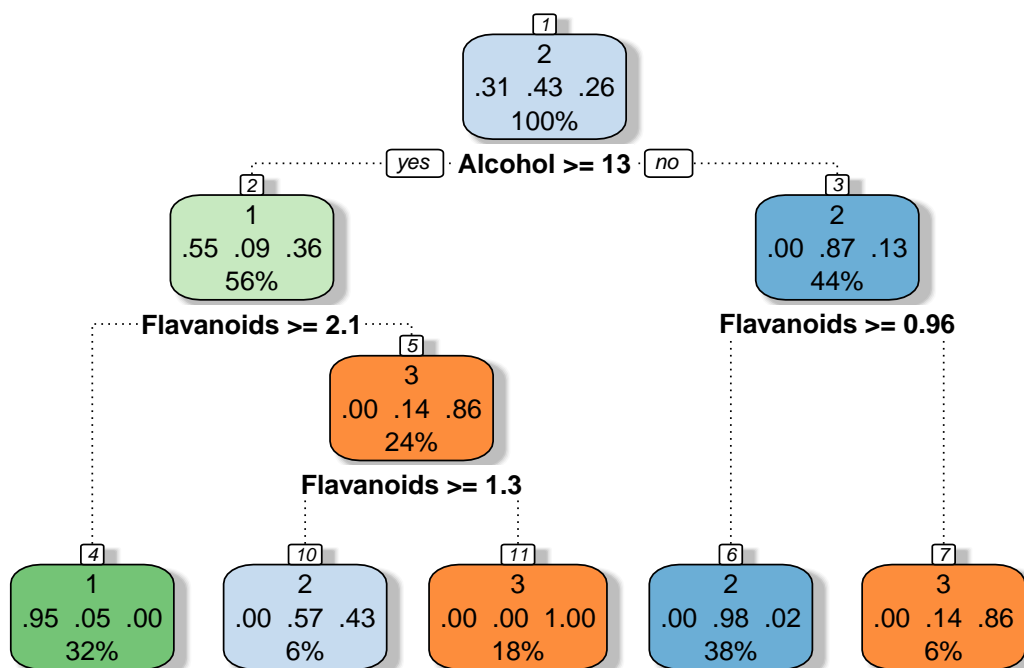 1
2
.31 .43 .26
100%
yes Alcohol >= 13 no
2
1
.55 .09 .36
56%
3
2
.00 .87 .13
44%
Flavanoids >= 2.1
Flavanoids >= 0.96
5
3
.00 .14 .86
24%
Flavanoids >= 1.3
4
1
.95 .05 .00
32%
10
2
.00 .57 .43
6%
11
3
.00 .00 1.00
18%
6
2
.00 .98 .02
38%
7
3
.00 .14 .86
6%